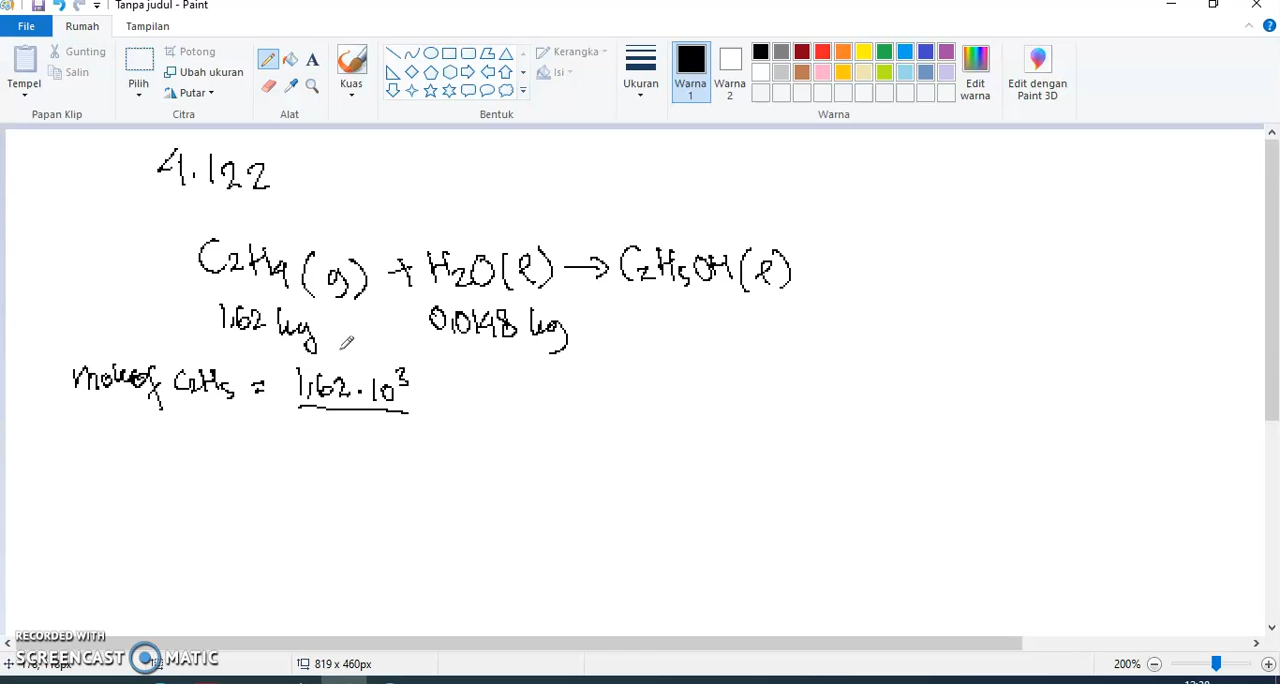 Tanpa judul - Paint
File Rumah Tampilan
Tempel
Gunting
Salin
Papan Klip
Pilih
Potong
Ubah ukuran
Putar
Citra
A
Alat
Kuas
Kerangka
Isi
Bentuk
Ukuran
Warna 1
Warna 2
Edit warna
Warna
Edit dengan Paint 3D
4.122
C2H4 (g) + H2O (l) → C2H5OH (l)
1,62 kg 0.0148 kg
moles of C2H5 = 1,62 . 10³
RECORDED WITH
SCREENCAST MATIC
819 x 460px
200%